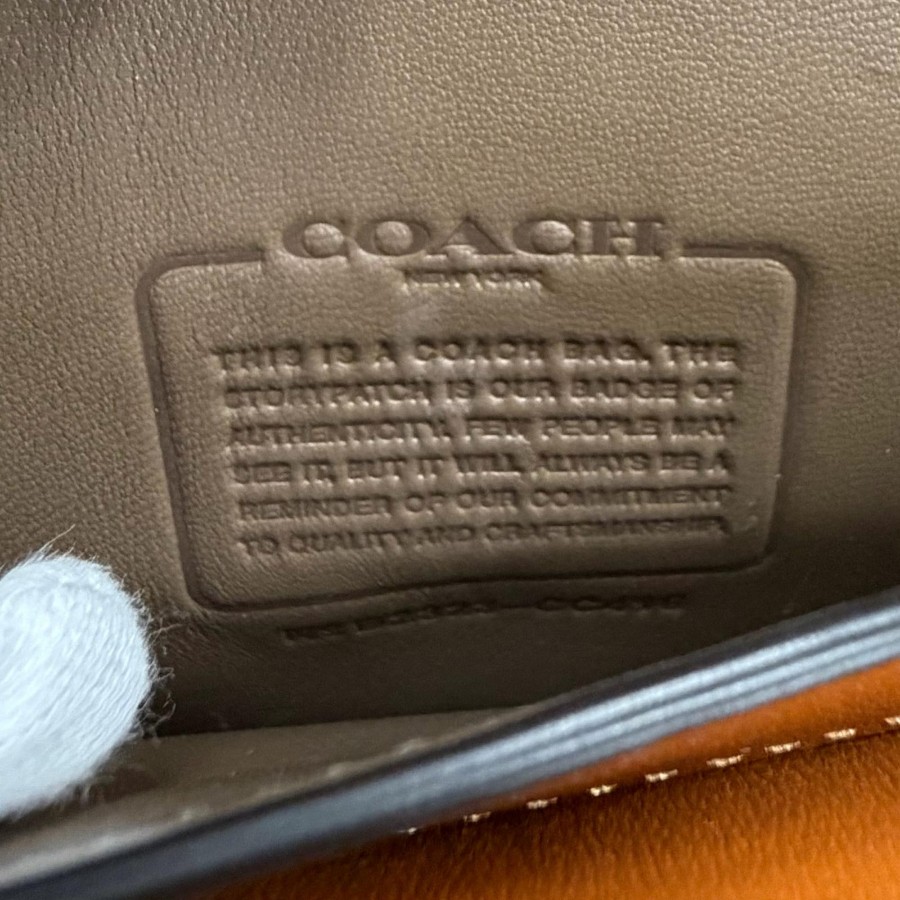 COACH
NEW YORK
THIS IS A COACH BAG. THE
STORYPATCH IS OUR BADGE OF
AUTHENTICITY. FEW PEOPLE MAY
SEE IT, BUT IT WILL ALWAYS BE A
REMINDER OF OUR COMMITMENT
TO QUALITY AND CRAFTSMANSHIP.